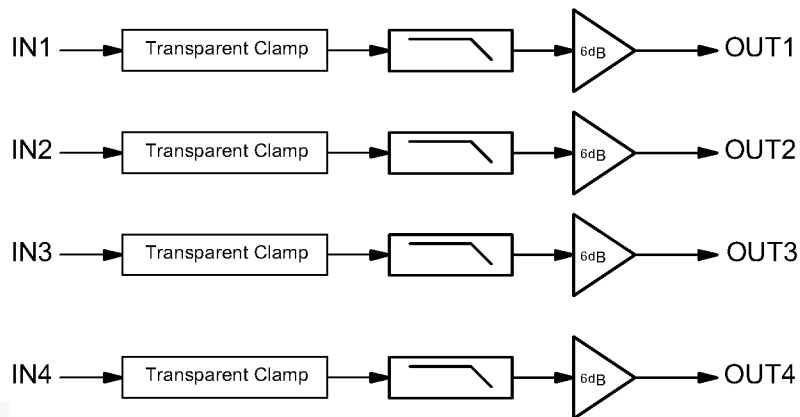 IN1 Transparent Clamp 6dB OUT1
IN2 Transparent Clamp 6dB OUT2
IN3 Transparent Clamp 6dB OUT3
IN4 Transparent Clamp 6dB OUT4